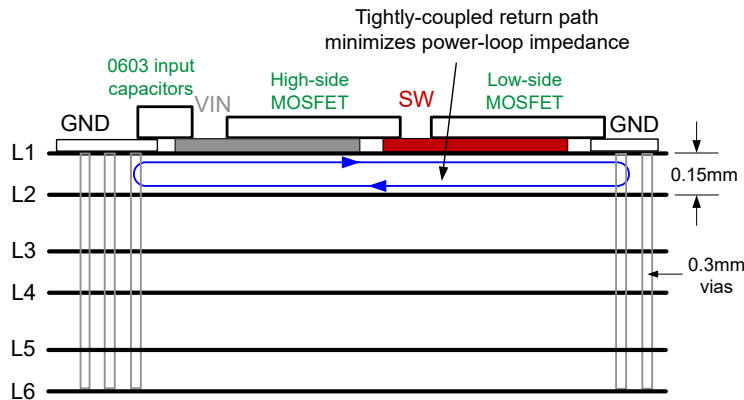 Tightly-coupled return path
minimizes power-loop impedance
0603 input
capacitors
VIN
High-side
MOSFET
SW
Low-side
MOSFET
GND
GND
L1
0.15mm
L2
L3
0.3mm
vias
L4
L5
L6